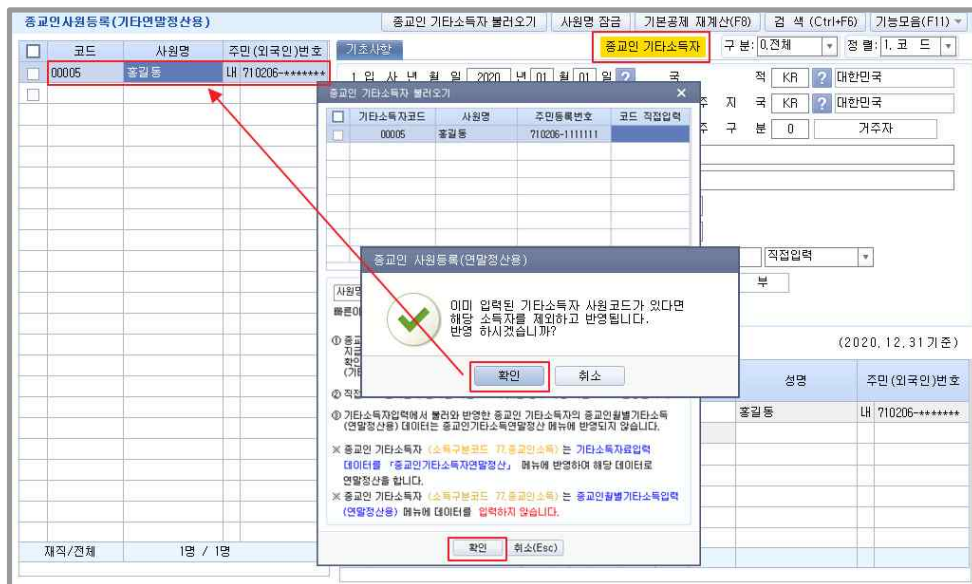 종교인사원등록(기타연말정산용)
종교인 기타소득자 불러오기 사원명 잠금 기본공제 재계산(F8) 검 색 (Ctrl+F6) 기능모음(F11)
코드 사원명 주민(외국인)번호
00005 홍길동 내 710206-*******
기초사항 종교인 기타소득자 구 분: 0.전체 정 렬: 1. 코 드
1 입 사 년 월 일 2020 년 01 월 01 일 ? 국 적 KR ? 대한민국
지 국 KR ? 대한민국
구 분 0 거주자
직접입력
부
종교인 기타소득자 불러오기
기타소득자코드 사원명 주민등록번호 코드 직접입력
00005 홍길동 710206-1111111
종교인 사원등록(연말정산용)
이미 입력된 기타소득자 사원코드가 있다면
해당 소득자를 제외하고 반영됩니다.
반영 하시겠습니까?
확인 취소
사원명
① 종교
지급
확인
② 직접
③ 기타소득자입력에서 불러와 반영한 종교인 기타소득자의 종교인월별기타소득
(연말정산용) 데이터는 종교인기타소득연말정산 메뉴에 반영되지 않습니다.
※ 종교인 기타소득자 (소득구분코드 77.종교인소득) 는 기타소득자료입력
데이터를 「종교인기타소득자연말정산」 메뉴에 반영하여 해당 데이터로
연말정산을 합니다.
※ 종교인 기타소득자 (소득구분코드 77.종교인소득) 는 종교인월별기타소득입력
(연말정산용) 메뉴에 데이터를 입력하지 않습니다.
확인 취소(Esc)
(2020.12.31기준)
성명 주민(외국인)번호
홍길동 내 710206-*******
재직/전체 1명 / 1명